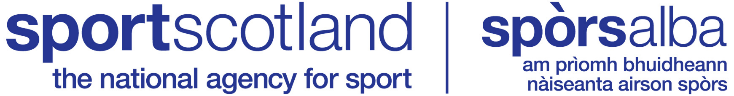 sportscotland
the national agency for sport
spòrsalba
am prìomh bhuidheann
nàiseanta airson spòrs